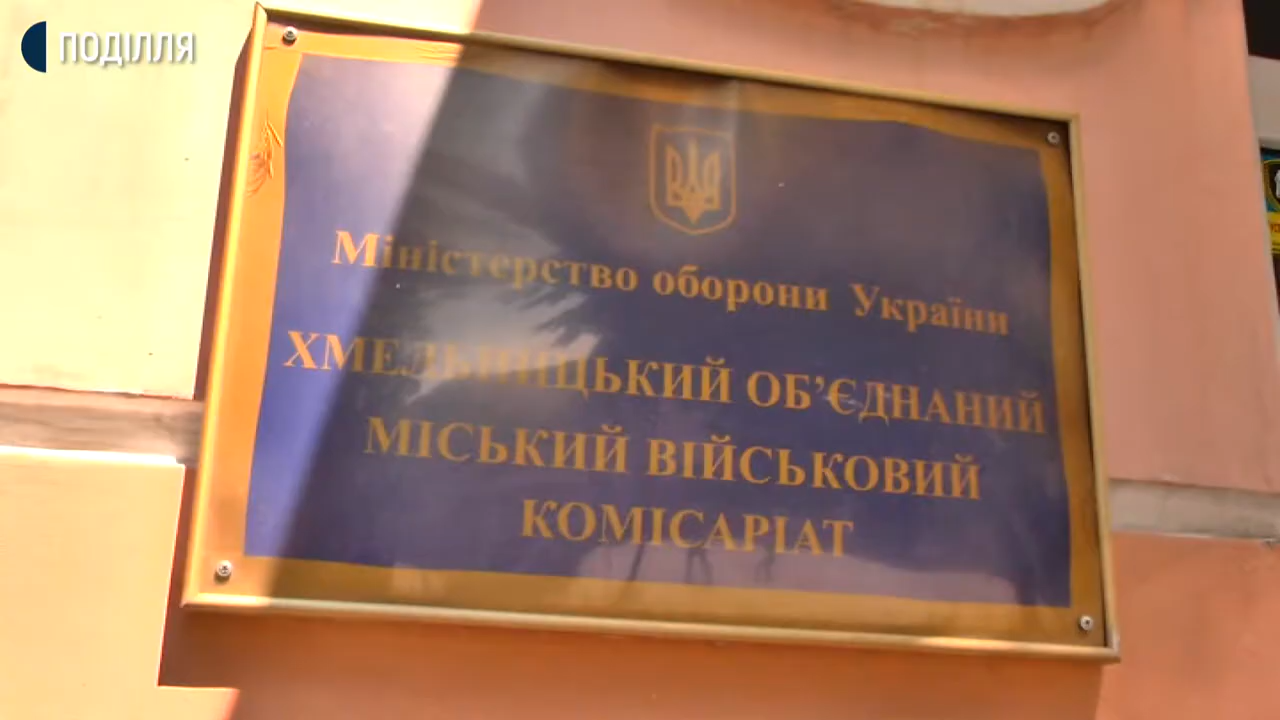 ПОДІЛЛЯ
Міністерство оборони України
ХМЕЛЬНИЦЬКИЙ ОБ’ЄДНАНИЙ
МІСЬКИЙ ВІЙСЬКОВИЙ
КОМІСАРІАТ